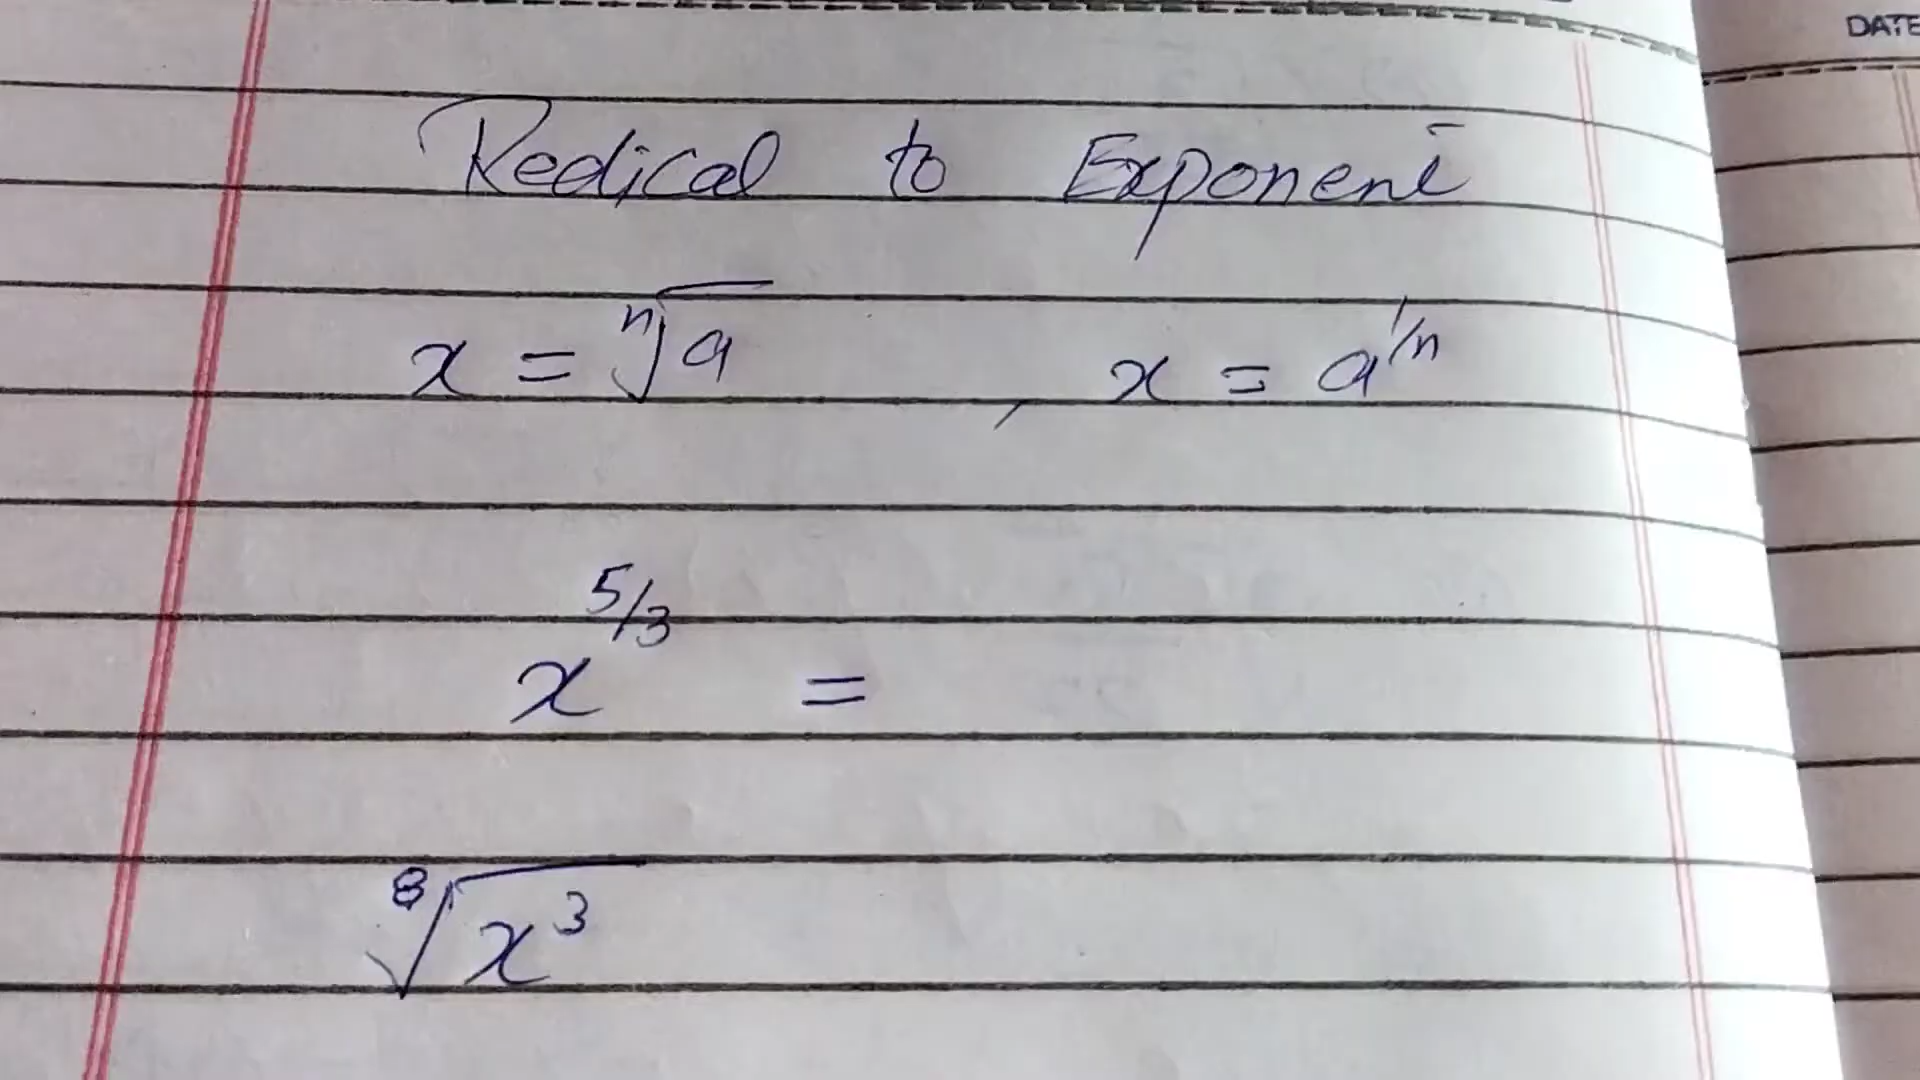 DATE
Redical to Exponent
x = ⁿ√a , x = a^1/n
x^5/3 =
⁸√x³